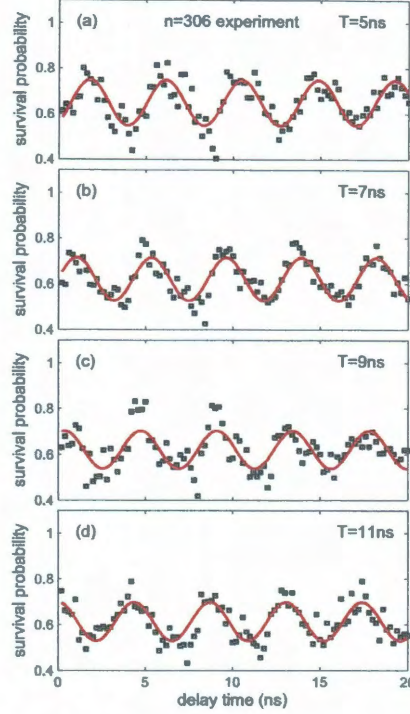 (a) n=306 experiment T=5ns
survival probability
1
0.8
0.6
0.4
(b) T=7ns
survival probability
1
0.8
0.6
0.4
(c) T=9ns
survival probability
1
0.8
0.6
0.4
(d) T=11ns
survival probability
1
0.8
0.6
0.4
0 5 10 15 20
delay time (ns)